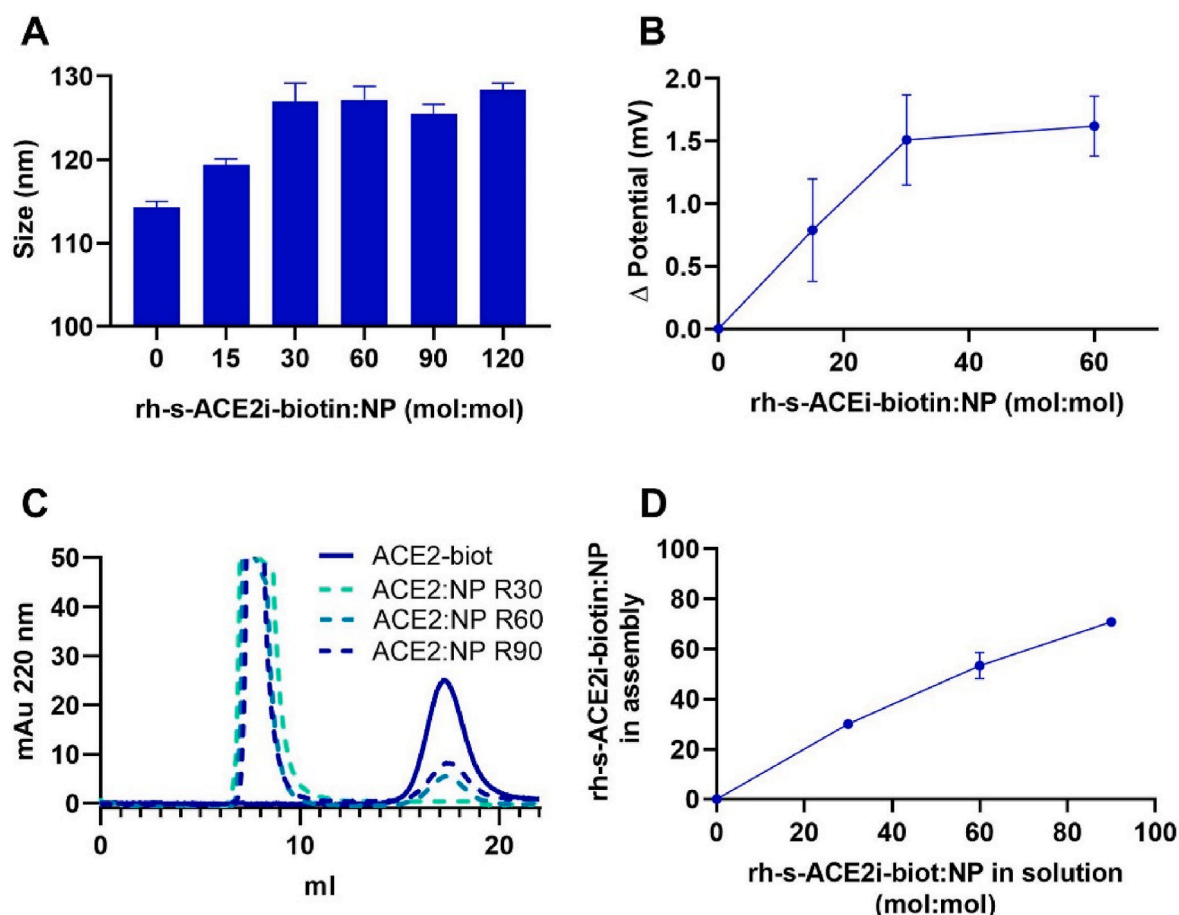 A
130
120
110
100
Size (nm)
0 15 30 60 90 120
rh-s-ACE2i-biotin:NP (mol:mol)
B
2.0
1.5
1.0
0.5
0.0
Δ Potential (mV)
0 20 40 60
rh-s-ACEi-biotin:NP (mol:mol)
C
50
40
30
20
10
0
mAu 220 nm
ACE2-biot
ACE2:NP R30
ACE2:NP R60
ACE2:NP R90
0 10 20
ml
D
100
80
60
40
20
0
rh-s-ACE2i-biotin:NP
in assembly
0 20 40 60 80 100
rh-s-ACE2i-biot:NP in solution
(mol:mol)